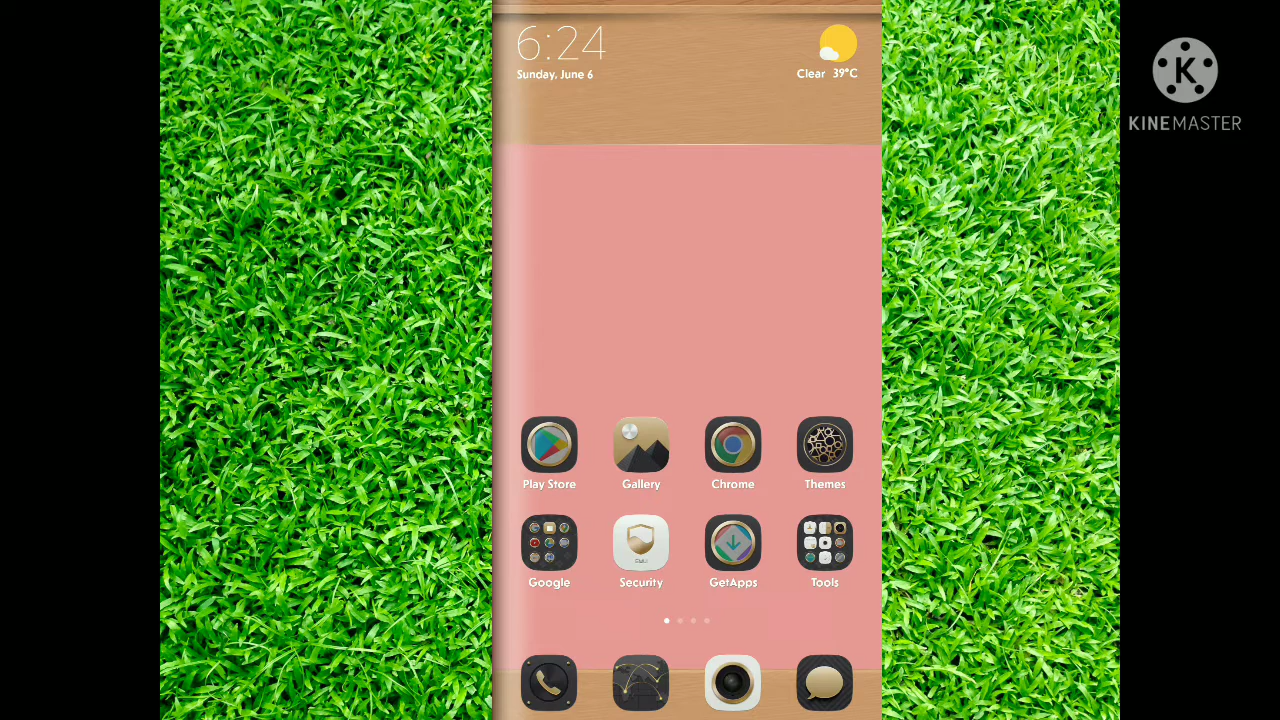 6:24
Sunday, June 6
Clear 39°C
K
KINEMASTER
Play Store
Gallery
Chrome
Themes
Google
Security
GetApps
Tools